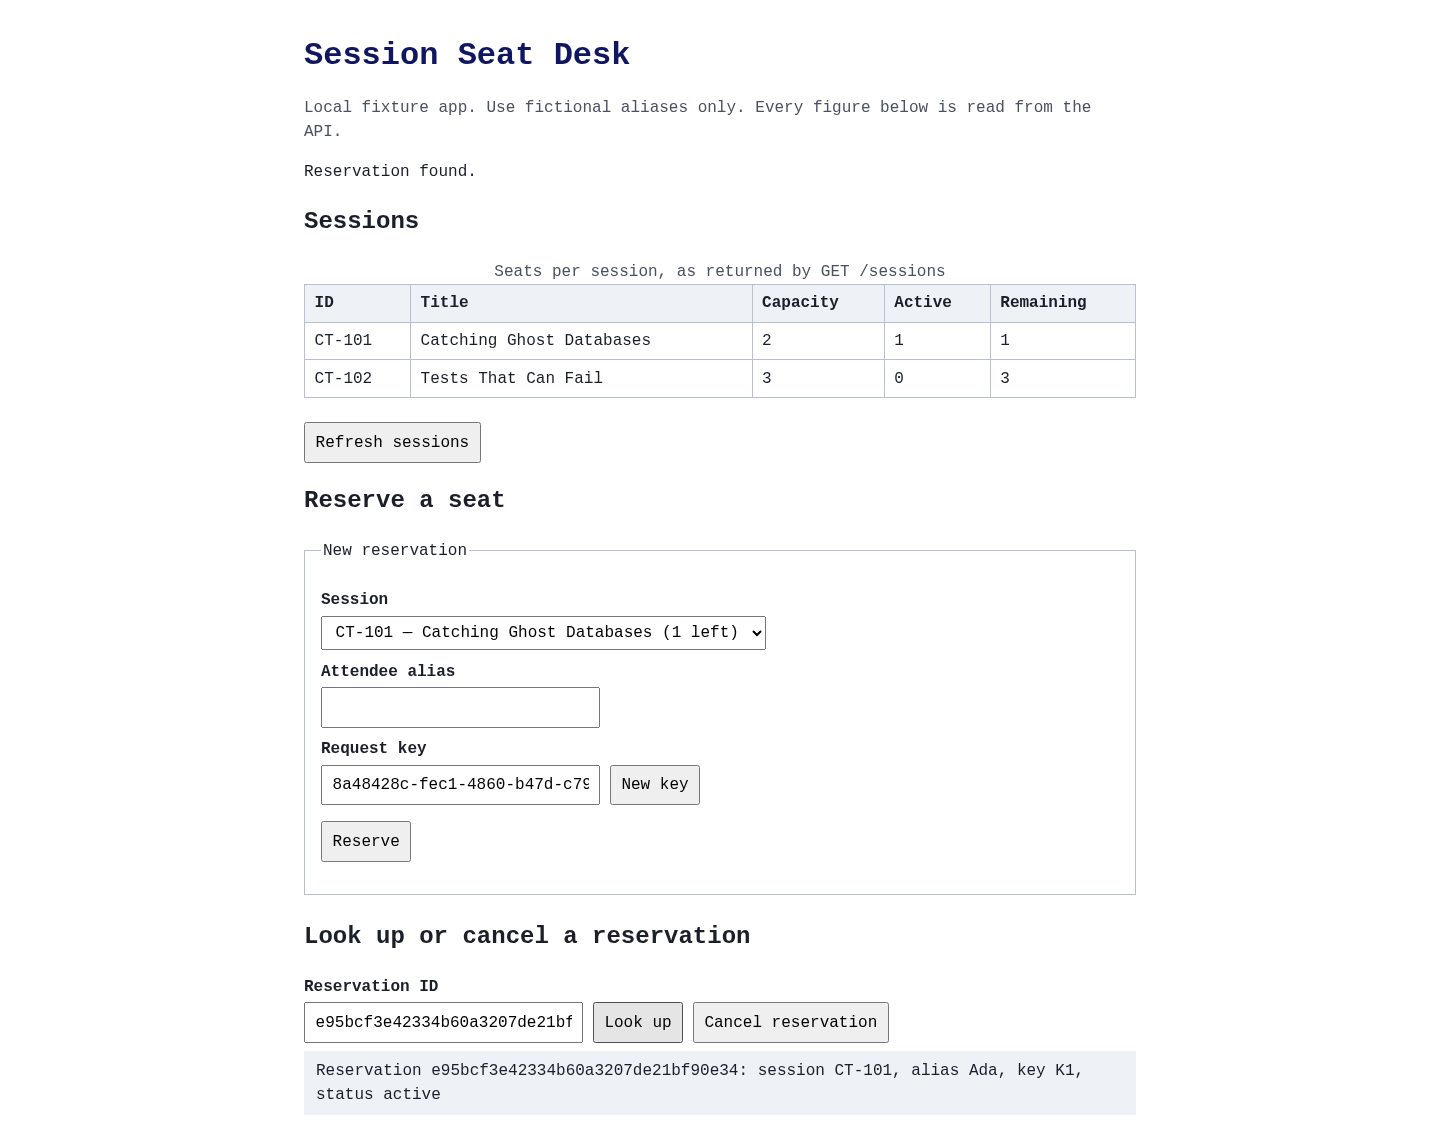 Session Seat Desk
Local fixture app. Use fictional aliases only. Every figure below is read from the
API.
Reservation found.
Sessions
Seats per session, as returned by GET /sessions
ID Title Capacity Active Remaining
CT-101 Catching Ghost Databases 2 1 1
CT-102 Tests That Can Fail 3 0 3
Refresh sessions
Reserve a seat
New reservation
Session
CT-101 — Catching Ghost Databases (1 left)
Attendee alias
Request key
8a48428c-fec1-4860-b47d-c79 New key
Reserve
Look up or cancel a reservation
Reservation ID
e95bcf3e42334b60a3207de21bf Look up Cancel reservation
Reservation e95bcf3e42334b60a3207de21bf90e34: session CT-101, alias Ada, key K1,
status active